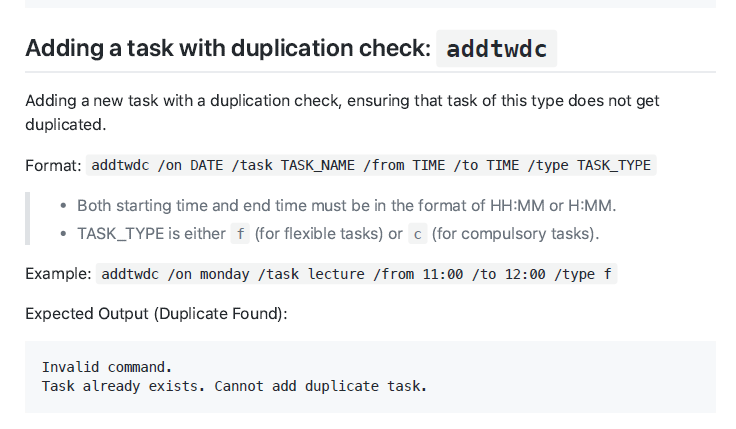 Adding a task with duplication check: addtwdc
Adding a new task with a duplication check, ensuring that task of this type does not get
duplicated.
Format: addtwdc /on DATE /task TASK_NAME /from TIME /to TIME /type TASK_TYPE
• Both starting time and end time must be in the format of HH:MM or H:MM.
• TASK_TYPE is either f (for flexible tasks) or c (for compulsory tasks).
Example: addtwdc /on monday /task lecture /from 11:00 /to 12:00 /type f
Expected Output (Duplicate Found):
Invalid command.
Task already exists. Cannot add duplicate task.